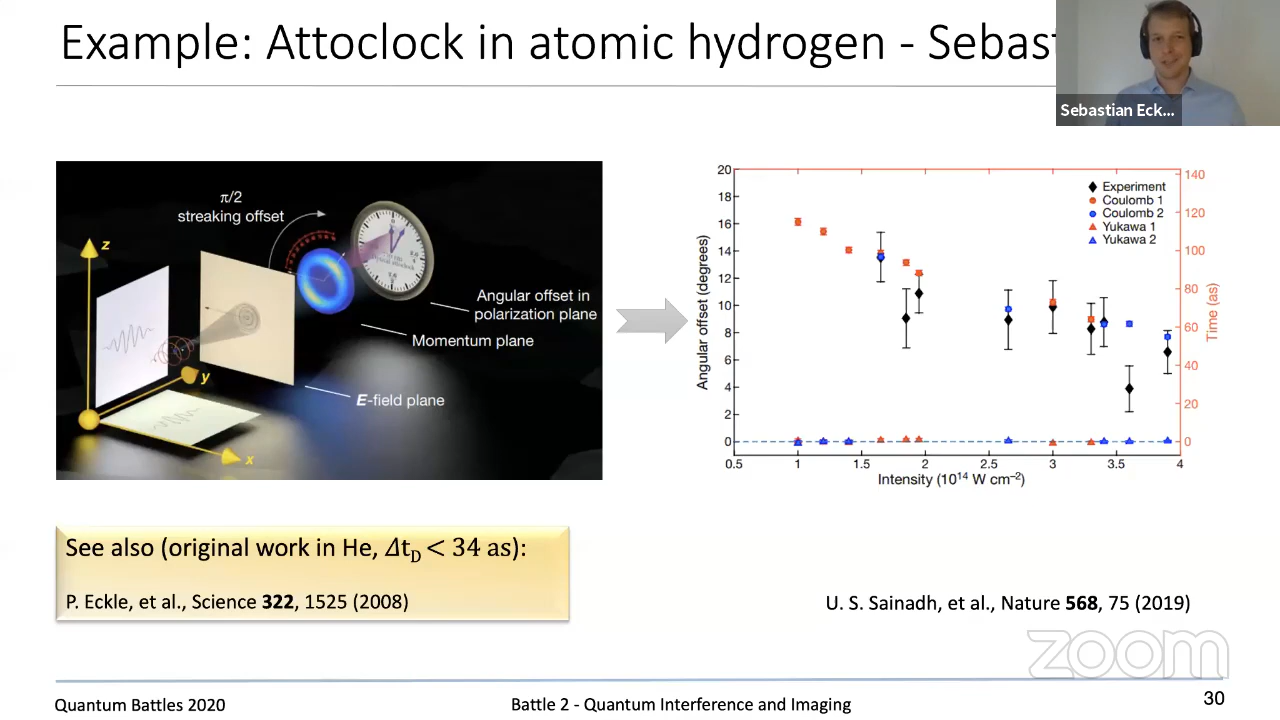 Example: Attoclock in atomic hydrogen - Sebast
Sebastian Eck...
π/2
streaking offset
z
y
x
Angular offset in
polarization plane
Momentum plane
E-field plane
Angular offset (degrees)
20
18
16
14
12
10
8
6
4
2
0
0.5
1
1.5
2
2.5
3
3.5
4
Intensity (10¹⁴ W cm⁻²)
Experiment
Coulomb 1
Coulomb 2
Yukawa 1
Yukawa 2
140
120
100
80
60
40
20
0
Time (as)
See also (original work in He, Δt_D < 34 as):
P. Eckle, et al., Science 322, 1525 (2008)
U. S. Sainadh, et al., Nature 568, 75 (2019)
zoom
Quantum Battles 2020
Battle 2 - Quantum Interference and Imaging
30